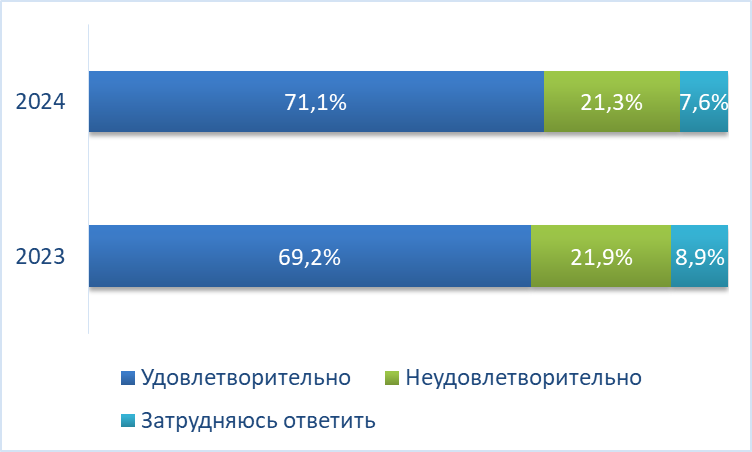 2024 71,1% 21,3% 7,6%
2023 69,2% 21,9% 8,9%
Удовлетворительно Неудовлетворительно
Затрудняюсь ответить